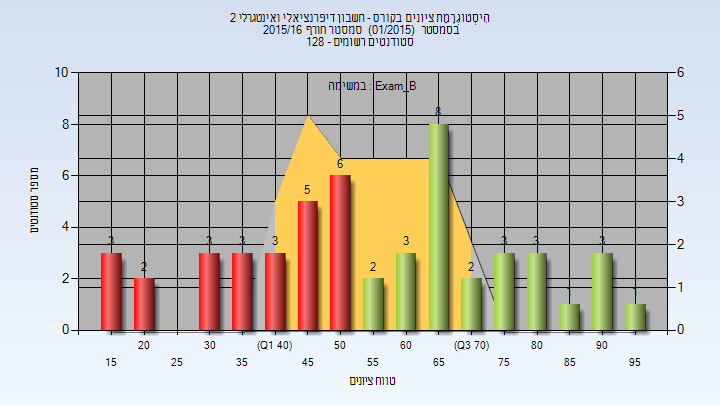 היסטוגרמת ציונים בקורס - חשבון דיפרנציאלי ואינטגרלי 2
בסמסטר (01/2015) סמסטר חורף 2015/16
סטודנטים רשומים - 128
במשימה : Exam_B
מספר סטודנטים
10 8 6 4 2 0
6 5 4 3 2 1 0
3 2 3 3 3 5 6 2 3 8 2 3 3 1 3 1
20 30 (Q1 40) 50 60 (Q3 70) 80 90
15 25 35 45 55 65 75 85 95
טווח ציונים